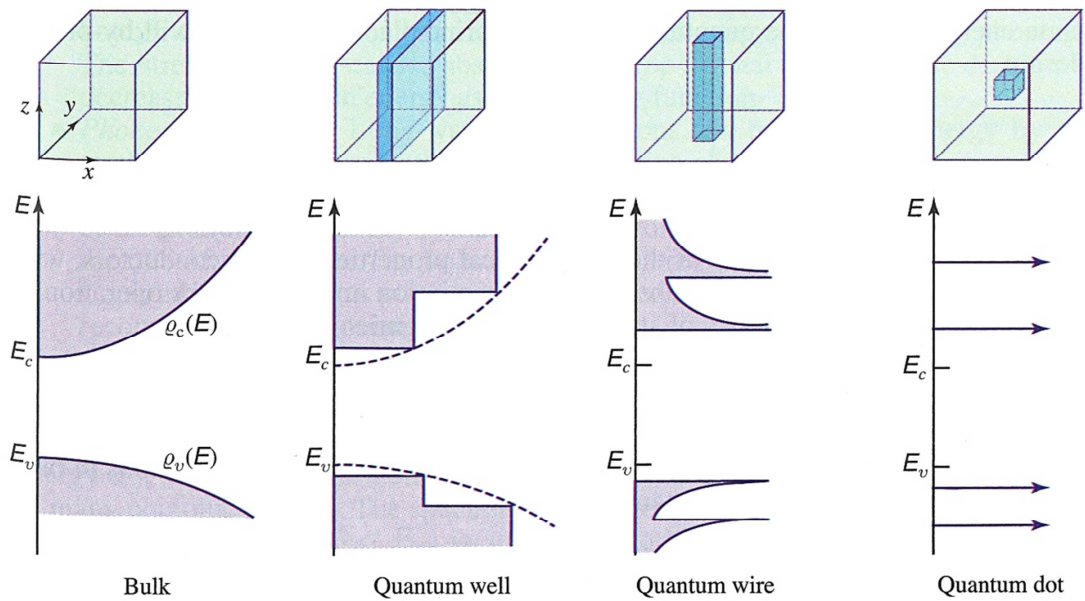 z
y
x
E
E
E
E
ϱc(E)
Ec
Ec
Ec
Ec
Ev
ϱv(E)
Ev
Ev
Ev
Bulk
Quantum well
Quantum wire
Quantum dot